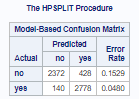 The HPSPLIT Procedure
Model-Based Confusion Matrix
Predicted Error
Actual no yes Rate
no 2372 428 0.1529
yes 140 2778 0.0480